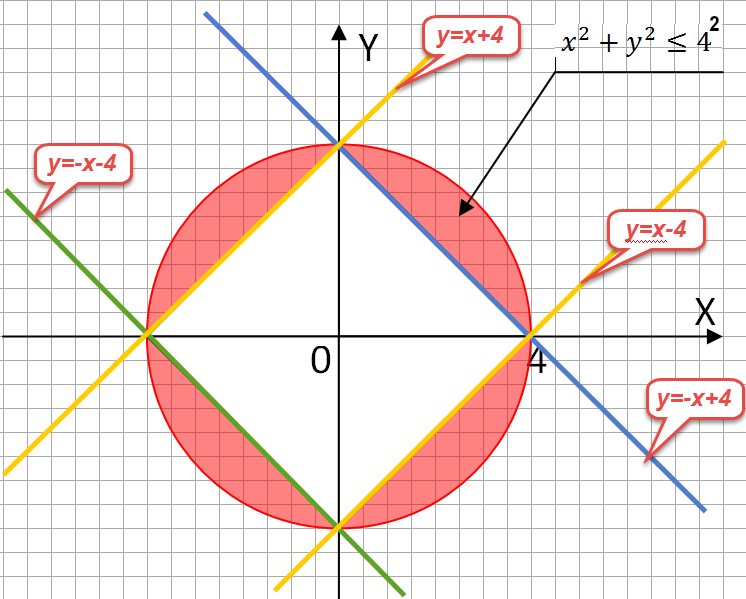 Y
y=x+4
x² + y² ≤ 4²
y=-x-4
y=x-4
X
0
4
y=-x+4